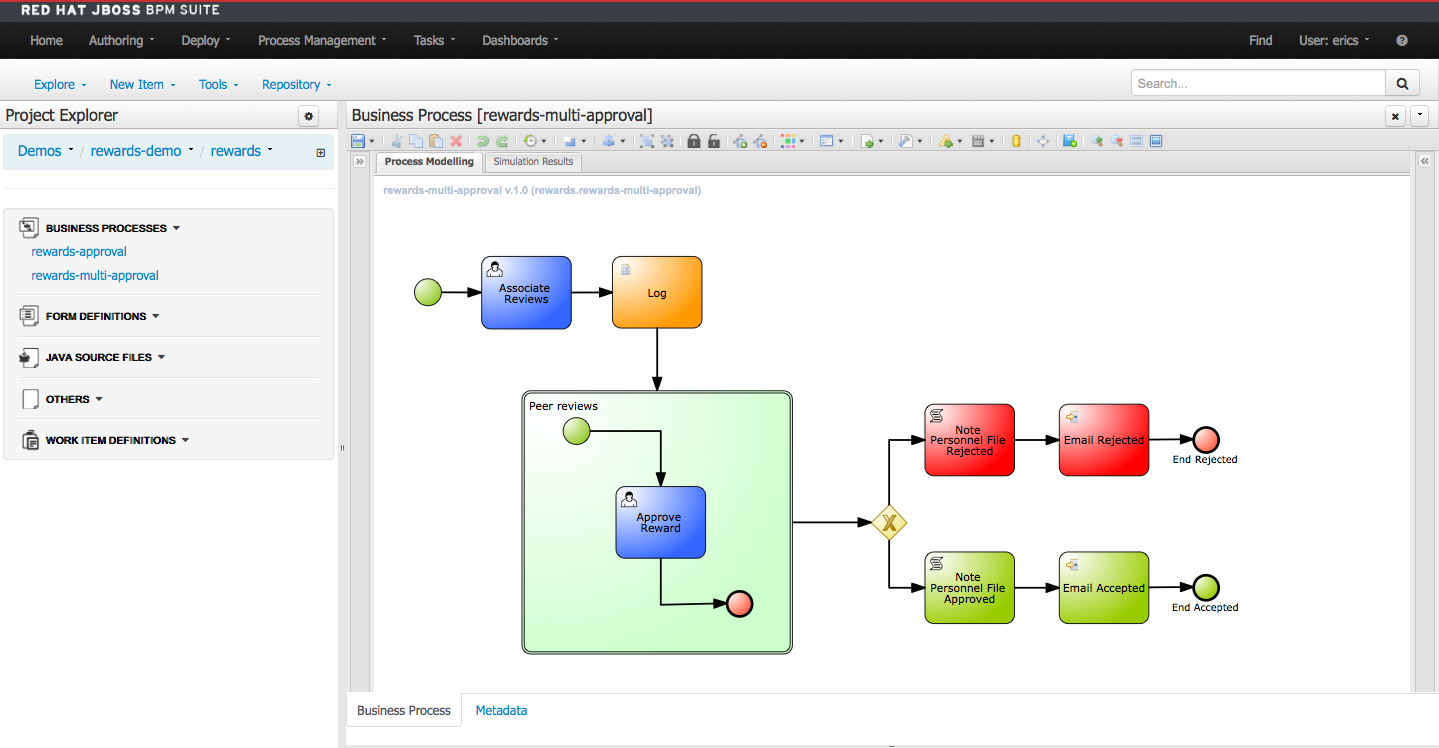 RED HAT JBOSS BPM SUITE
Home Authoring Deploy Process Management Tasks Dashboards Find User: erics ?
Explore New Item Tools Repository Search...
Project Explorer
Demos / rewards-demo / rewards
BUSINESS PROCESSES
rewards-approval
rewards-multi-approval
FORM DEFINITIONS
JAVA SOURCE FILES
OTHERS
WORK ITEM DEFINITIONS
Business Process [rewards-multi-approval]
Process Modelling Simulation Results
rewards-multi-approval v.1.0 (rewards.rewards-multi-approval)
Associate
Reviews
Log
Peer reviews
Approve
Reward
Note
Personnel File
Rejected
Email Rejected
End Rejected
X
Note
Personnel File
Approved
Email Accepted
End Accepted
Business Process Metadata